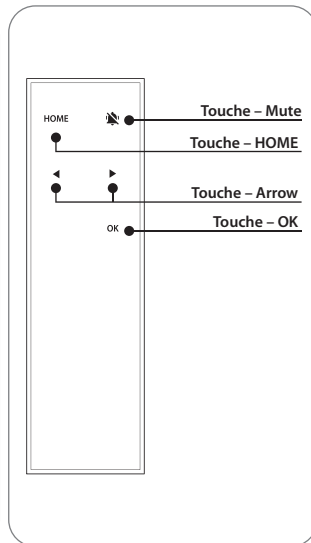 Touche – Mute
HOME
Touche – HOME
Touche – Arrow
Touche – OK
OK